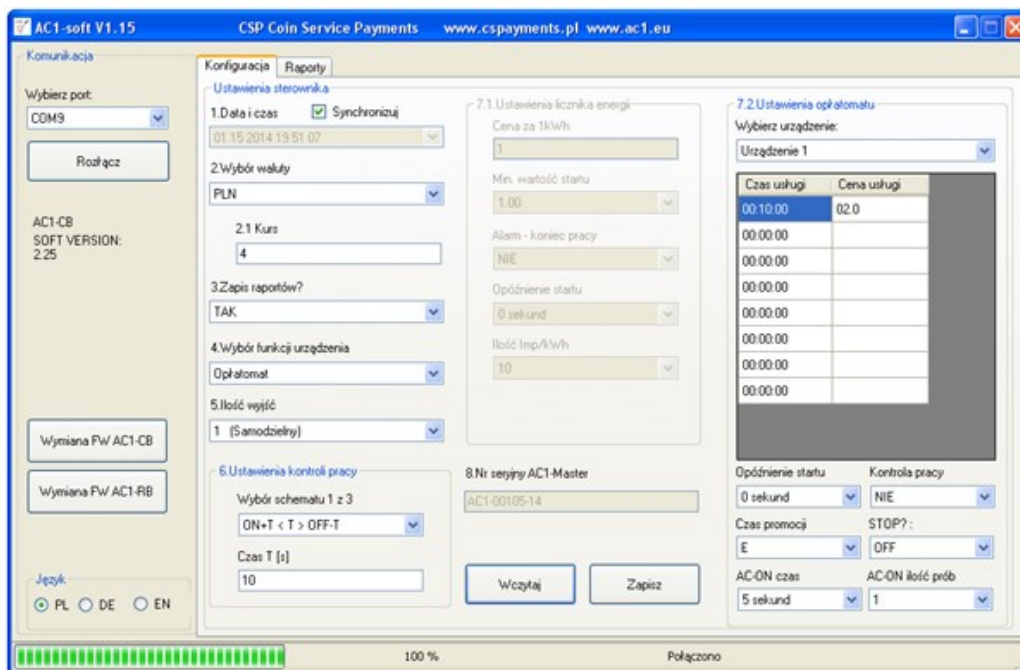 AC1-soft V1.15 CSP Coin Service Payments www.cspayments.pl www.ac1.eu
Komunikacja
Wybierz port:
COM9
Rozłącz
AC1-CB
SOFT VERSION:
2.25
Wymiana FW AC1-CB
Wymiana FW AC1-RB
Język
PL DE EN
Konfiguracja Raporty
Ustawienia sterownika
1.Data i czas Synchronizuj
01 15 2014 19:51:07
2.Wybór waluty
PLN
2.1 Kurs
4
3.Zapis raportów?
TAK
4.Wybór funkcji urządzenia
Opłatomat
5.Ilość wyjść
1 (Samodzielny)
6.Ustawienia kontroli pracy
Wybór schematu 1 z 3
ON+T < T > OFF-T
Czas T [s]
10
7.1.Ustawienia licznika energii
Cena za 1kWh
1
Min. wartość startu
1.00
Alarm - koniec pracy
NIE
Opóźnienie startu
0 sekund
Ilość Imp/kWh
10
8.Nr seryjny AC1-Master
AC1-00105-14
Wczytaj Zapisz
7.2.Ustawienia opłatomatu
Wybierz urządzenie:
Urządzenie 1
Czas usługi Cena usługi
00:10:00 02.0
00:00:00
00:00:00
00:00:00
00:00:00
00:00:00
00:00:00
00:00:00
Opóźnienie startu Kontrola pracy
0 sekund NIE
Czas promocji STOP? :
E OFF
AC-ON czas AC-ON ilość prób
5 sekund 1
100 % Połączono